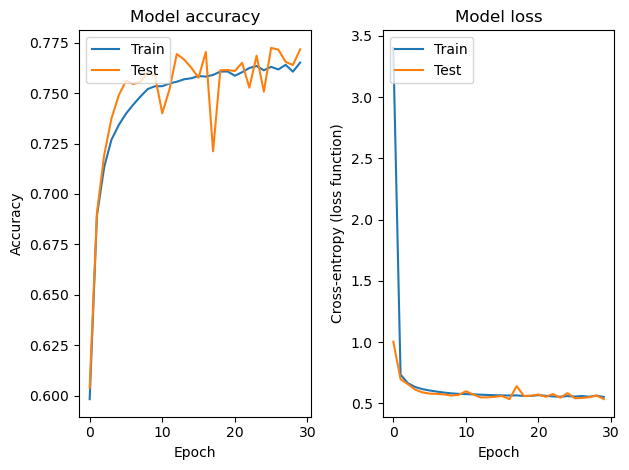 Model accuracy
Train
Test
0.775
0.750
0.725
0.700
0.675
0.650
0.625
0.600
Accuracy
0
10
20
30
Epoch
Model loss
Train
Test
3.5
3.0
2.5
2.0
1.5
1.0
0.5
Cross-entropy (loss function)
0
10
20
30
Epoch